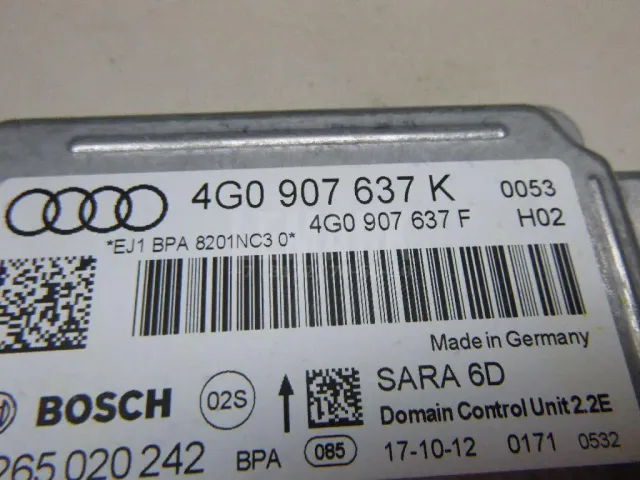 4G0 907 637 K 0053
4G0 907 637 F H02
*EJ1 BPA 8201NC3 0*
Made in Germany
BOSCH 02S SARA 6D
Domain Control Unit 2.2E
265 020 242 BPA 085 17-10-12 0171 0532